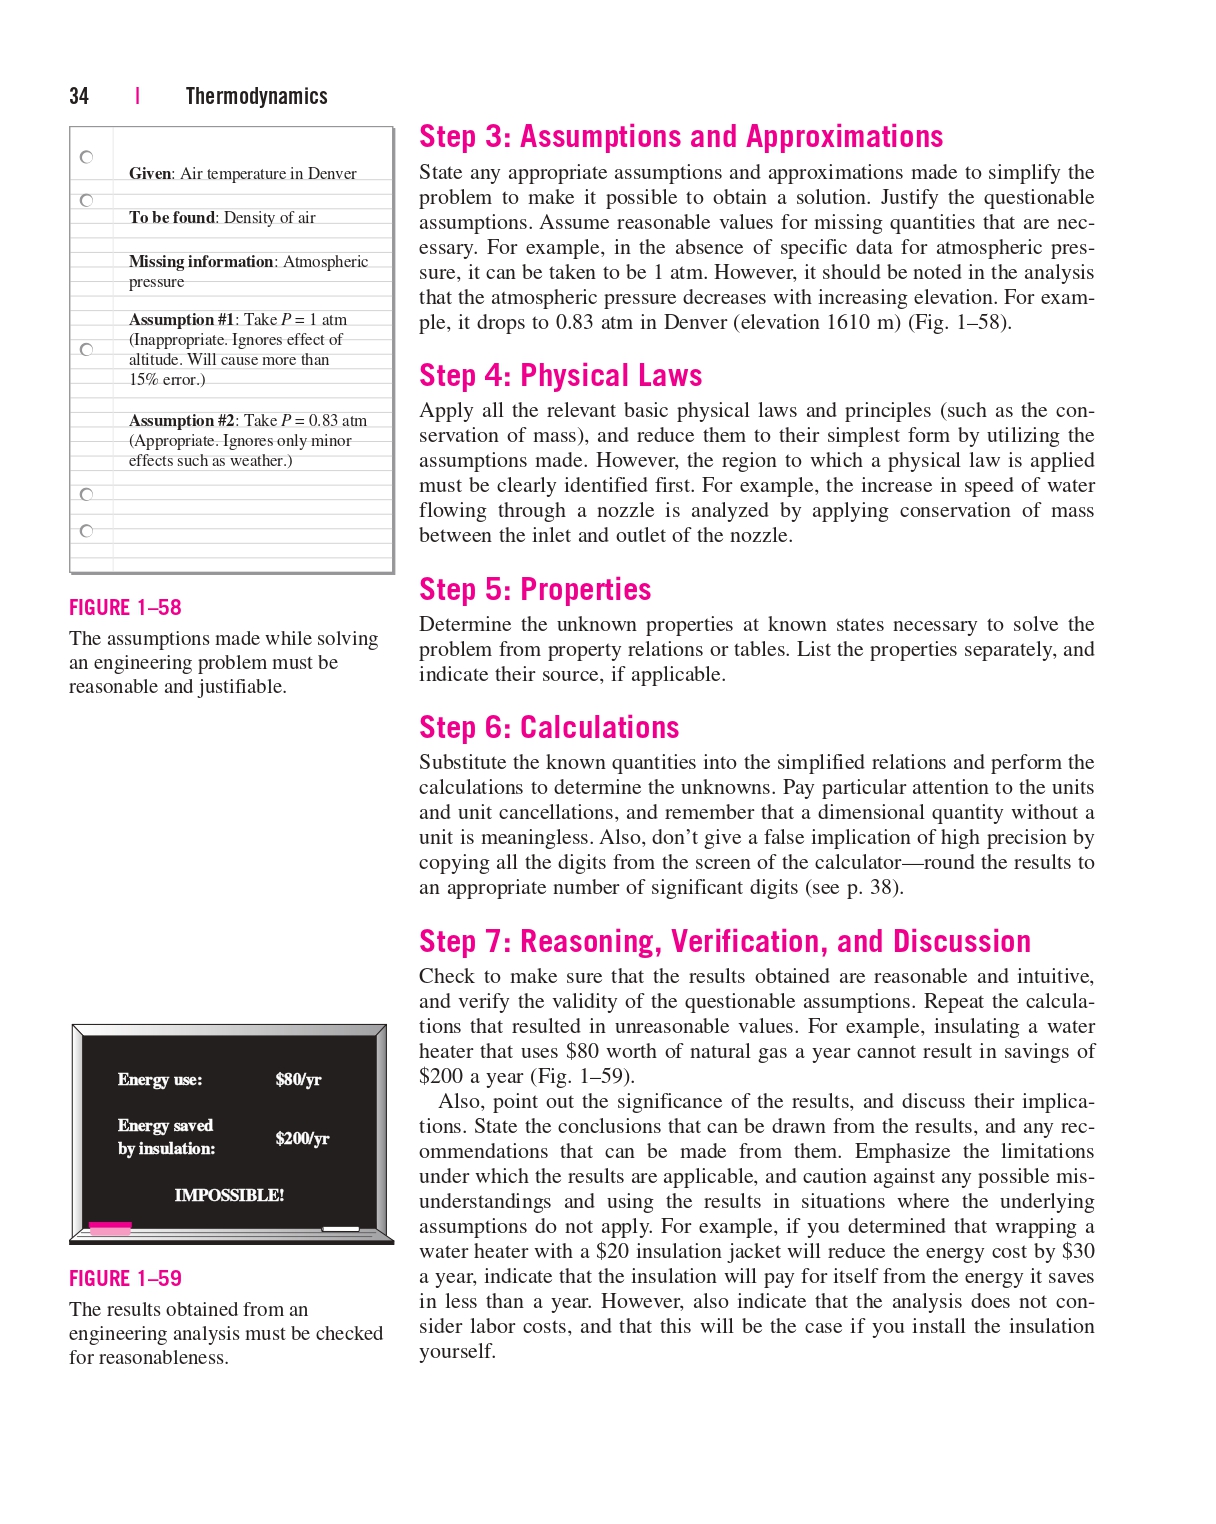 34 | Thermodynamics
Given: Air temperature in Denver
To be found: Density of air
Missing information: Atmospheric
pressure
Assumption #1: Take P = 1 atm
(Inappropriate. Ignores effect of
altitude. Will cause more than
15% error.)
Assumption #2: Take P = 0.83 atm
(Appropriate. Ignores only minor
effects such as weather.)
FIGURE 1–58
The assumptions made while solving
an engineering problem must be
reasonable and justifiable.
Energy use: $80/yr
Energy saved
by insulation: $200/yr
IMPOSSIBLE!
FIGURE 1–59
The results obtained from an
engineering analysis must be checked
for reasonableness.
Step 3: Assumptions and Approximations
State any appropriate assumptions and approximations made to simplify the
problem to make it possible to obtain a solution. Justify the questionable
assumptions. Assume reasonable values for missing quantities that are nec-
essary. For example, in the absence of specific data for atmospheric pres-
sure, it can be taken to be 1 atm. However, it should be noted in the analysis
that the atmospheric pressure decreases with increasing elevation. For exam-
ple, it drops to 0.83 atm in Denver (elevation 1610 m) (Fig. 1–58).
Step 4: Physical Laws
Apply all the relevant basic physical laws and principles (such as the con-
servation of mass), and reduce them to their simplest form by utilizing the
assumptions made. However, the region to which a physical law is applied
must be clearly identified first. For example, the increase in speed of water
flowing through a nozzle is analyzed by applying conservation of mass
between the inlet and outlet of the nozzle.
Step 5: Properties
Determine the unknown properties at known states necessary to solve the
problem from property relations or tables. List the properties separately, and
indicate their source, if applicable.
Step 6: Calculations
Substitute the known quantities into the simplified relations and perform the
calculations to determine the unknowns. Pay particular attention to the units
and unit cancellations, and remember that a dimensional quantity without a
unit is meaningless. Also, don’t give a false implication of high precision by
copying all the digits from the screen of the calculator—round the results to
an appropriate number of significant digits (see p. 38).
Step 7: Reasoning, Verification, and Discussion
Check to make sure that the results obtained are reasonable and intuitive,
and verify the validity of the questionable assumptions. Repeat the calcula-
tions that resulted in unreasonable values. For example, insulating a water
heater that uses $80 worth of natural gas a year cannot result in savings of
$200 a year (Fig. 1–59).
Also, point out the significance of the results, and discuss their implica-
tions. State the conclusions that can be drawn from the results, and any rec-
ommendations that can be made from them. Emphasize the limitations
under which the results are applicable, and caution against any possible mis-
understandings and using the results in situations where the underlying
assumptions do not apply. For example, if you determined that wrapping a
water heater with a $20 insulation jacket will reduce the energy cost by $30
a year, indicate that the insulation will pay for itself from the energy it saves
in less than a year. However, also indicate that the analysis does not con-
sider labor costs, and that this will be the case if you install the insulation
yourself.